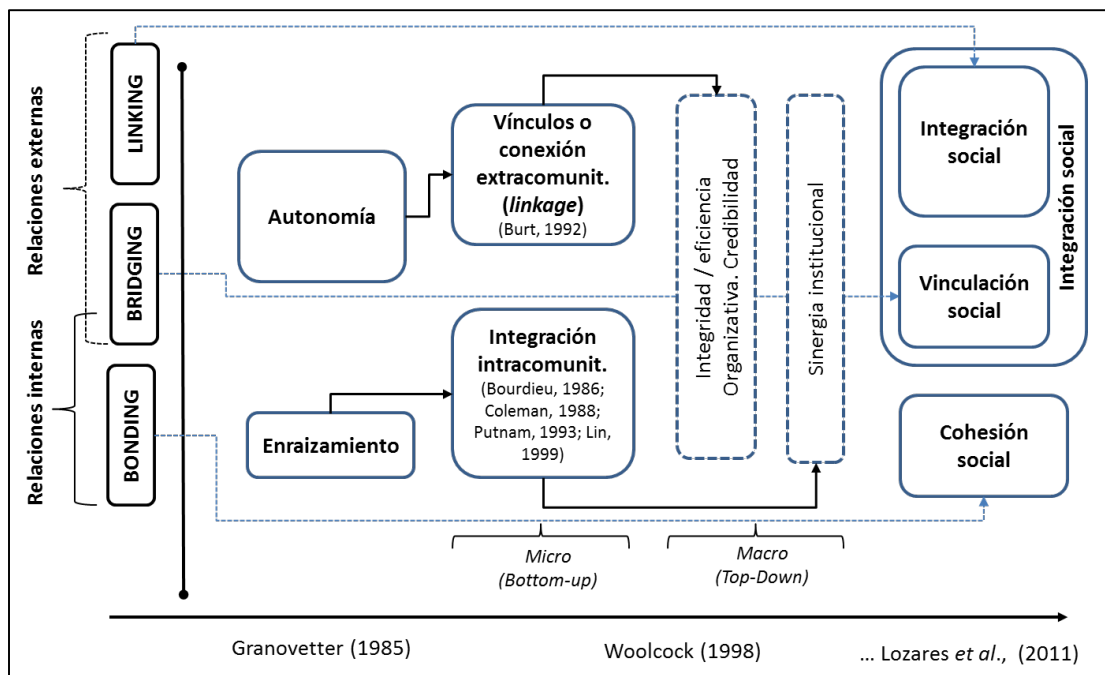 Relaciones externas
Relaciones internas
LINKING
BRIDGING
BONDING
Autonomía
Enraizamiento
Vínculos o
conexión
extracomunit.
(linkage)
(Burt, 1992)
Integración
intracomunit.
(Bourdieu, 1986;
Coleman, 1988;
Putnam, 1993; Lin,
1999)
Integridad / eficiencia
Organizativa. Credibilidad
Sinergia institucional
Integración
social
Vinculación
social
Integración social
Cohesión
social
Micro
(Bottom-up)
Macro
(Top-Down)
Granovetter (1985)
Woolcock (1998)
... Lozares et al., (2011)